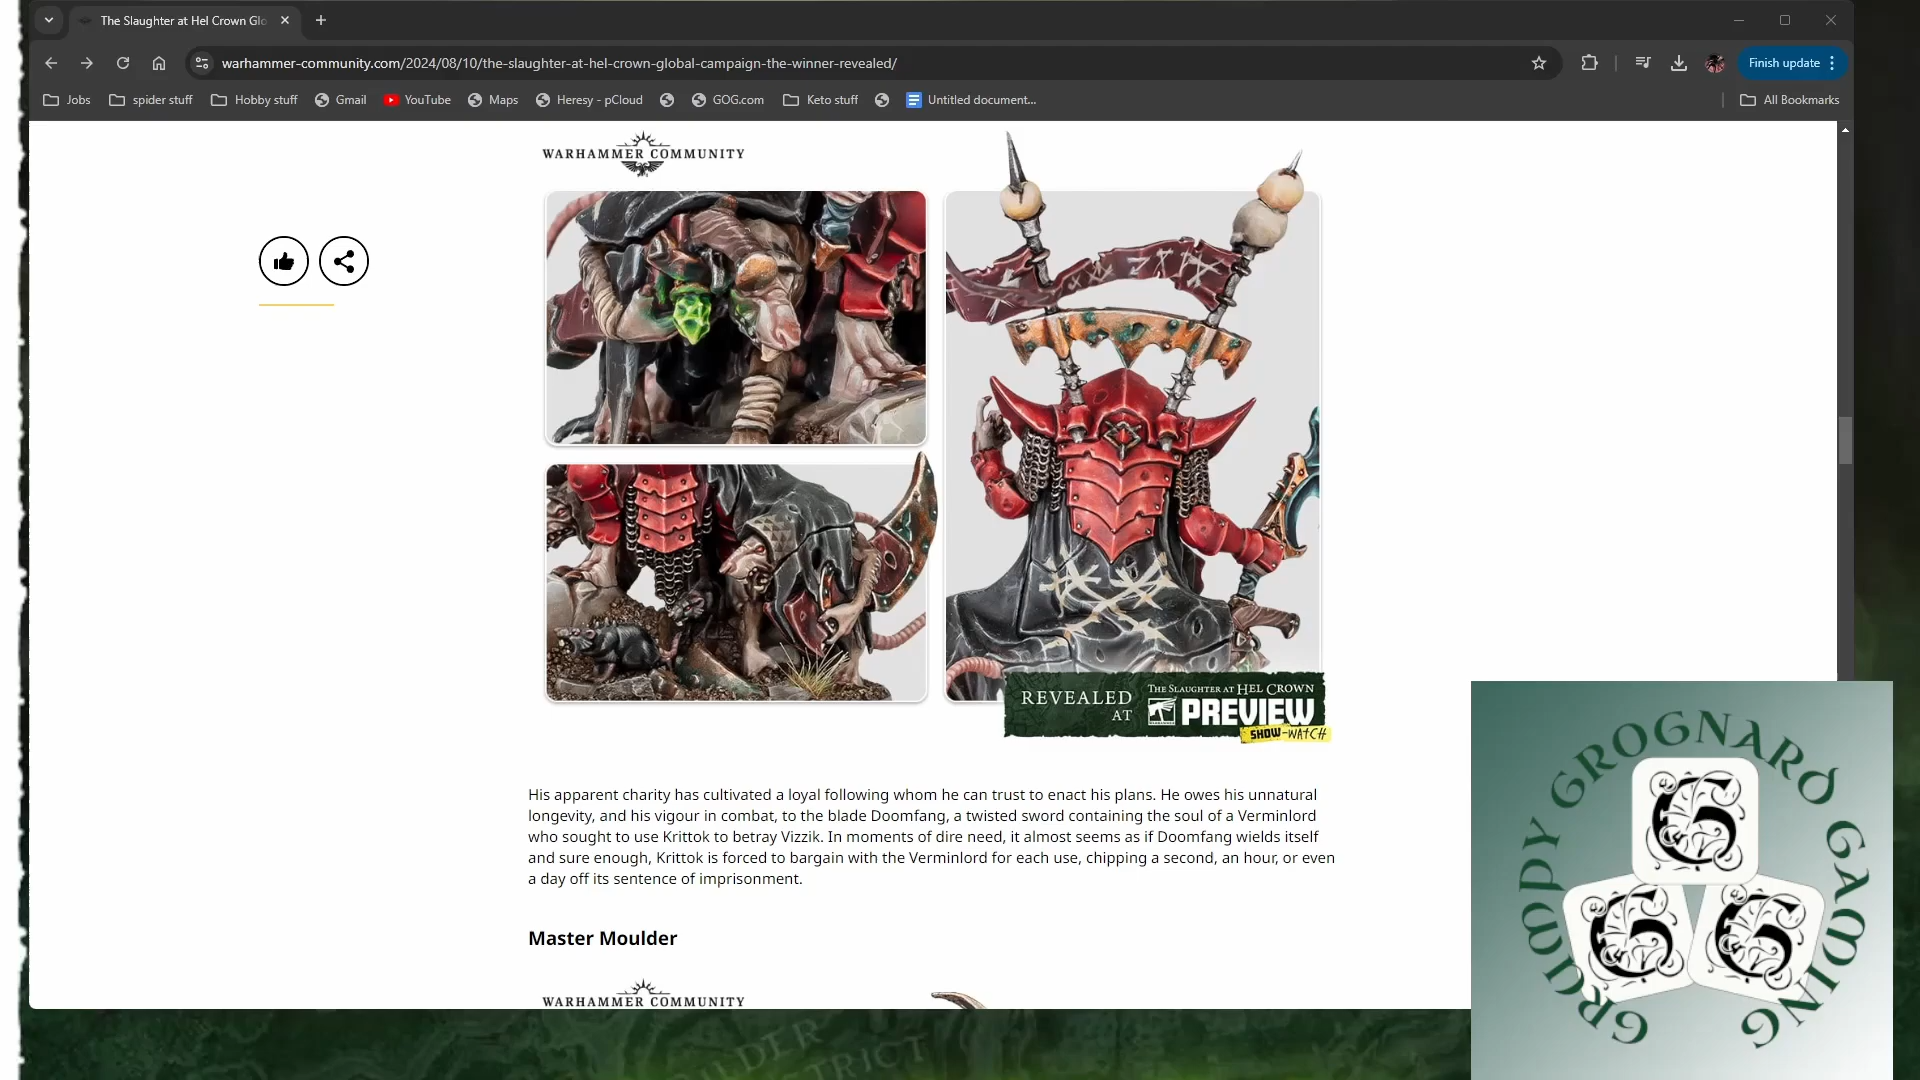 The Slaughter at Hel Crown Glo
warhammer-community.com/2024/08/10/the-slaughter-at-hel-crown-global-campaign-the-winner-revealed/
Finish update
Jobs
spider stuff
Hobby stuff
Gmail
YouTube
Maps
Heresy - pCloud
GOG.com
Keto stuff
Untitled document...
All Bookmarks
WARHAMMER COMMUNITY
REVEALED AT
THE SLAUGHTER AT HEL CROWN
PREVIEW
SHOW-WATCH
His apparent charity has cultivated a loyal following whom he can trust to enact his plans. He owes his unnatural
longevity, and his vigour in combat, to the blade Doomfang, a twisted sword containing the soul of a Verminlord
who sought to use Krittok to betray Vizzik. In moments of dire need, it almost seems as if Doomfang wields itself
and sure enough, Krittok is forced to bargain with the Verminlord for each use, chipping a second, an hour, or even
a day off its sentence of imprisonment.
Master Moulder
WARHAMMER COMMUNITY
GRUMPY GROGNARD GAMING
G
G
G